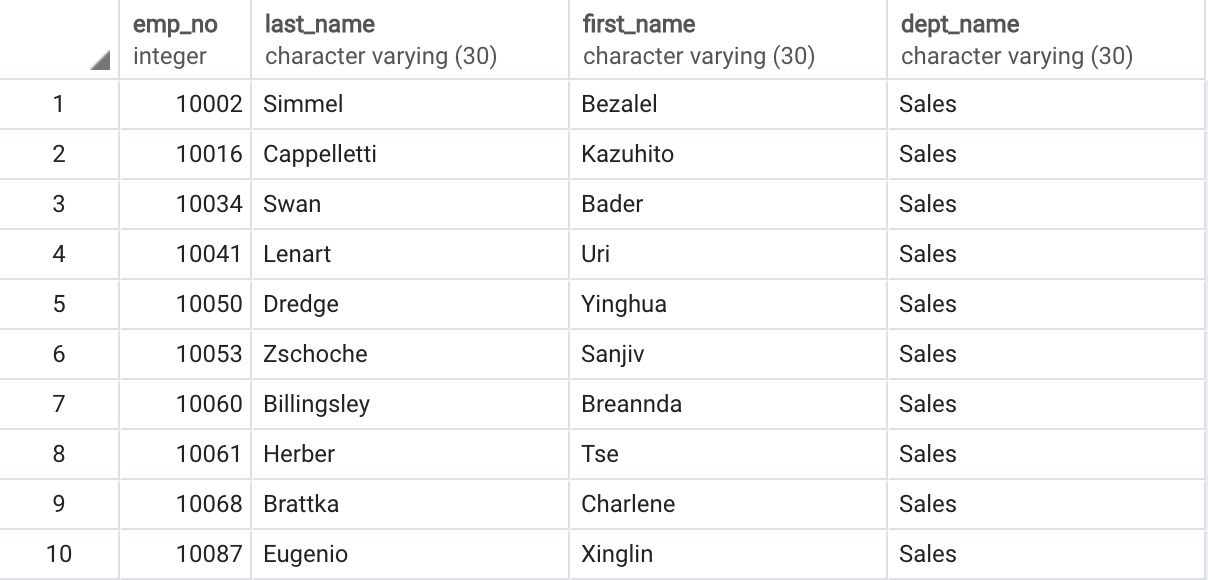 emp_no last_name first_name dept_name
integer character varying (30) character varying (30) character varying (30)
1 10002 Simmel Bezalel Sales
2 10016 Cappelletti Kazuhito Sales
3 10034 Swan Bader Sales
4 10041 Lenart Uri Sales
5 10050 Dredge Yinghua Sales
6 10053 Zschoche Sanjiv Sales
7 10060 Billingsley Breannda Sales
8 10061 Herber Tse Sales
9 10068 Brattka Charlene Sales
10 10087 Eugenio Xinglin Sales